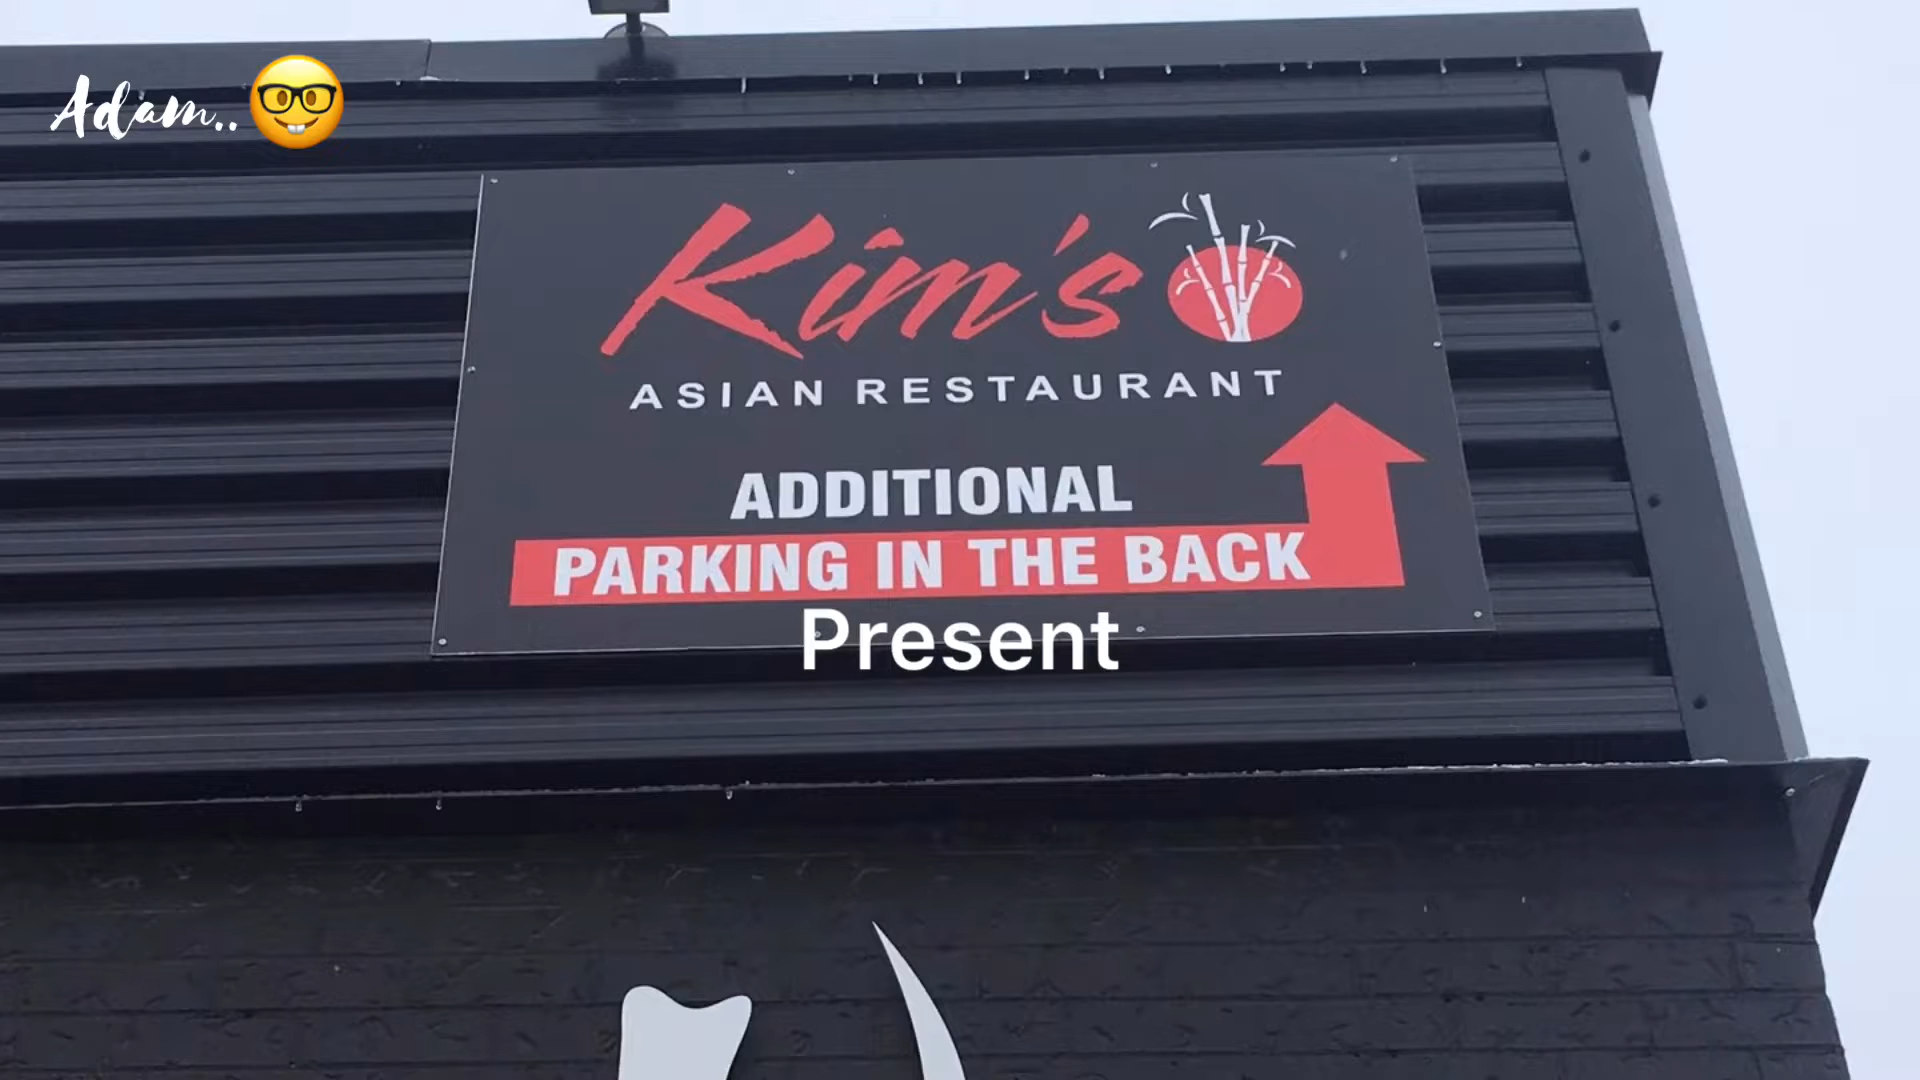 Adam..🤓
Kim's
ASIAN RESTAURANT
ADDITIONAL
PARKING IN THE BACK
Present